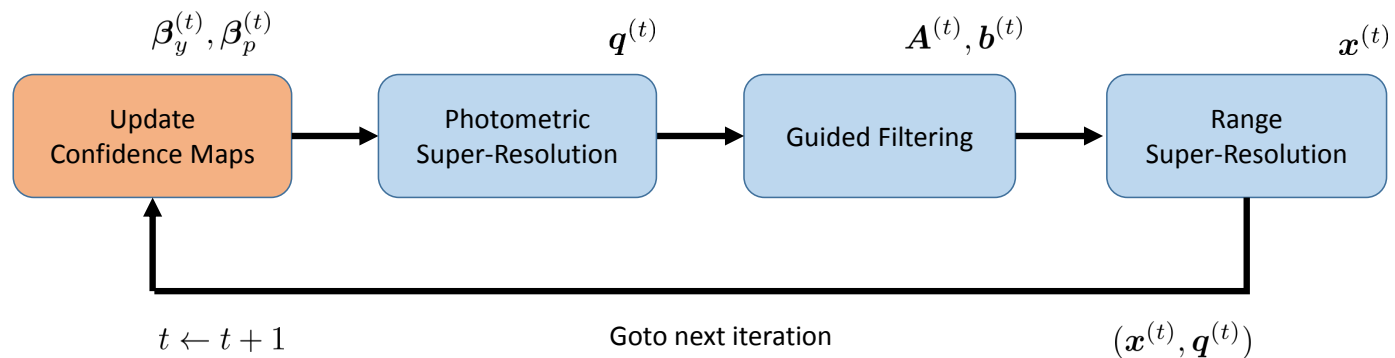 β_y^(t), β_p^(t)
q^(t)
A^(t), b^(t)
x^(t)
Update
Confidence Maps
Photometric
Super-Resolution
Guided Filtering
Range
Super-Resolution
t ← t + 1
Goto next iteration
(x^(t), q^(t))